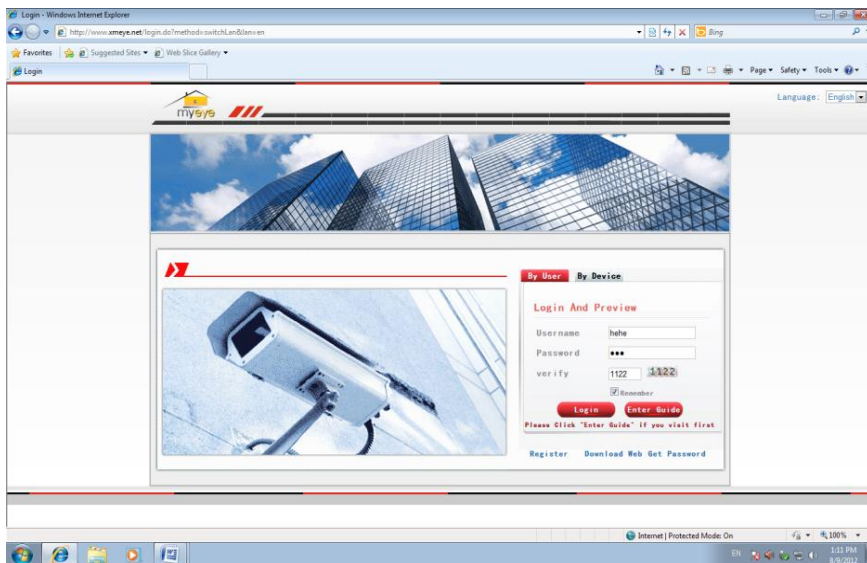 Login - Windows Internet Explorer
http://www.xmeye.net/login.do?method=switchLan&lan=en
Bing
Favorites Suggested Sites Web Slice Gallery
Login
Page Safety Tools
Language: English
myeye
By User By Device
Login And Preview
Username hehe
Password
verify 1122 1122
Remember
Login Enter Guide
Please Click "Enter Guide" if you visit first
Register Download Web Get Password
Internet | Protected Mode: On 100%
EN 1:11 PM
8/9/2012